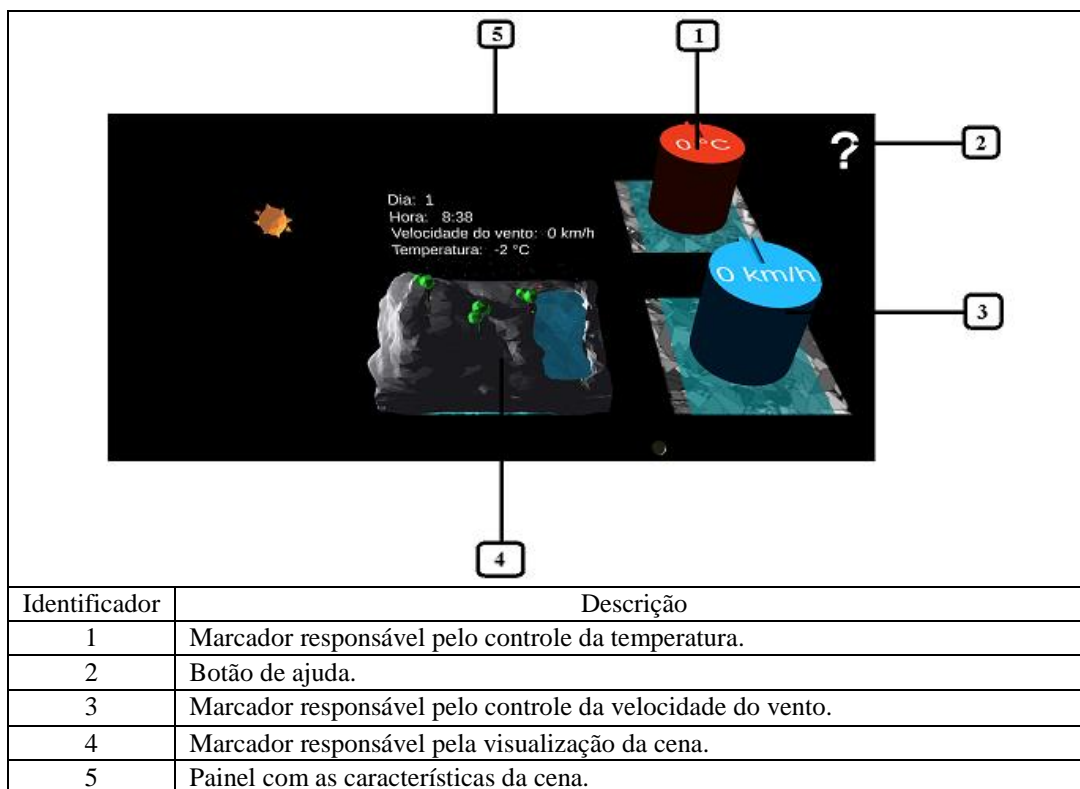 5
1
2
0 °C
?
Dia: 1
Hora: 8:38
Velocidade do vento: 0 km/h
Temperatura: -2 °C
0 km/h
3
4
Identificador Descrição
1 Marcador responsável pelo controle da temperatura.
2 Botão de ajuda.
3 Marcador responsável pelo controle da velocidade do vento.
4 Marcador responsável pela visualização da cena.
5 Painel com as características da cena.